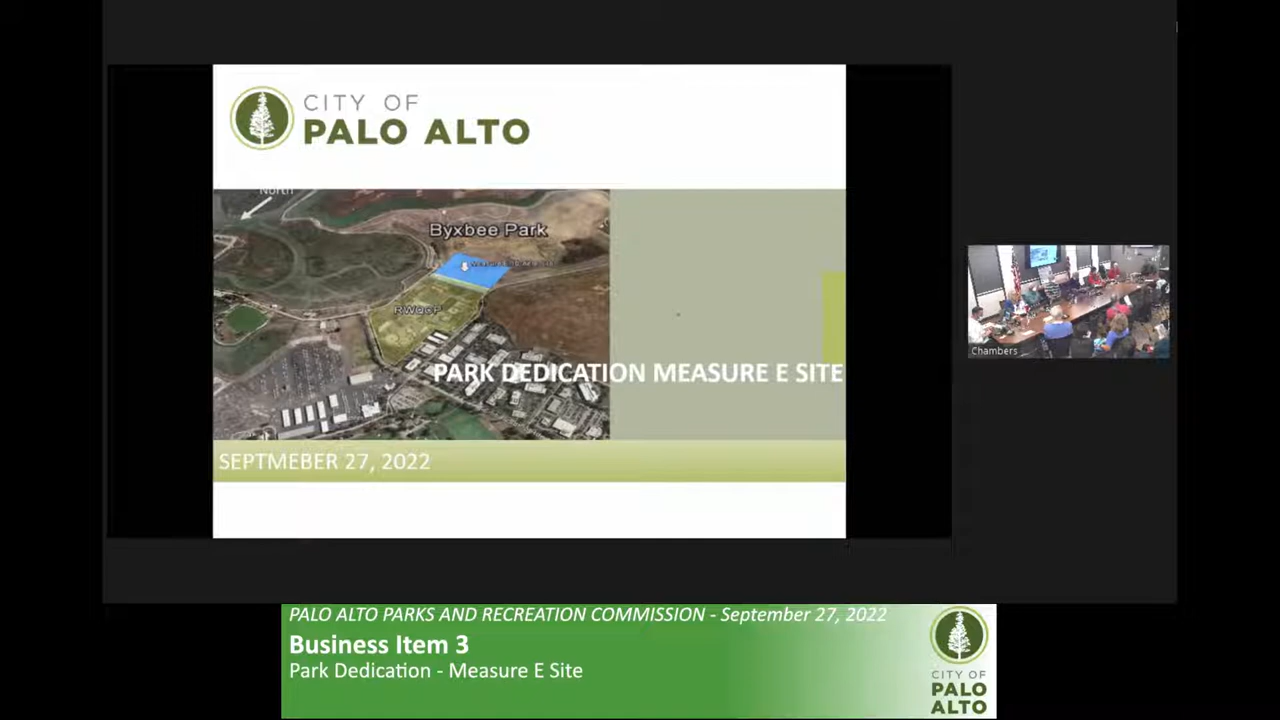 CITY OF
PALO ALTO
North
Byxbee Park
RWQCP
PARK DEDICATION MEASURE E SITE
SEPTMEBER 27, 2022
Chambers
PALO ALTO PARKS AND RECREATION COMMISSION - September 27, 2022
Business Item 3
Park Dedication - Measure E Site
CITY OF
PALO ALTO